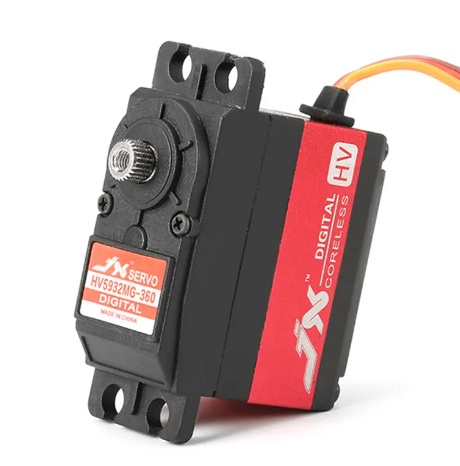 JX SERVO
HV5932MG-360
DIGITAL
MADE IN CHINA
JX™ DIGITAL HV
CORELESS